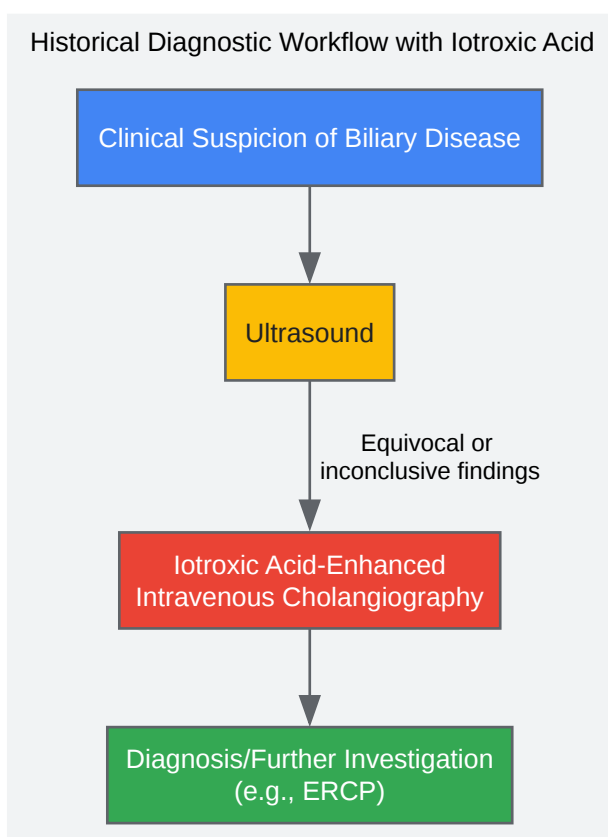 Historical Diagnostic Workflow with Iotroxic Acid
Clinical Suspicion of Biliary Disease
Ultrasound
Equivocal or
inconclusive findings
Iotroxic Acid-Enhanced
Intravenous Cholangiography
Diagnosis/Further Investigation
(e.g., ERCP)